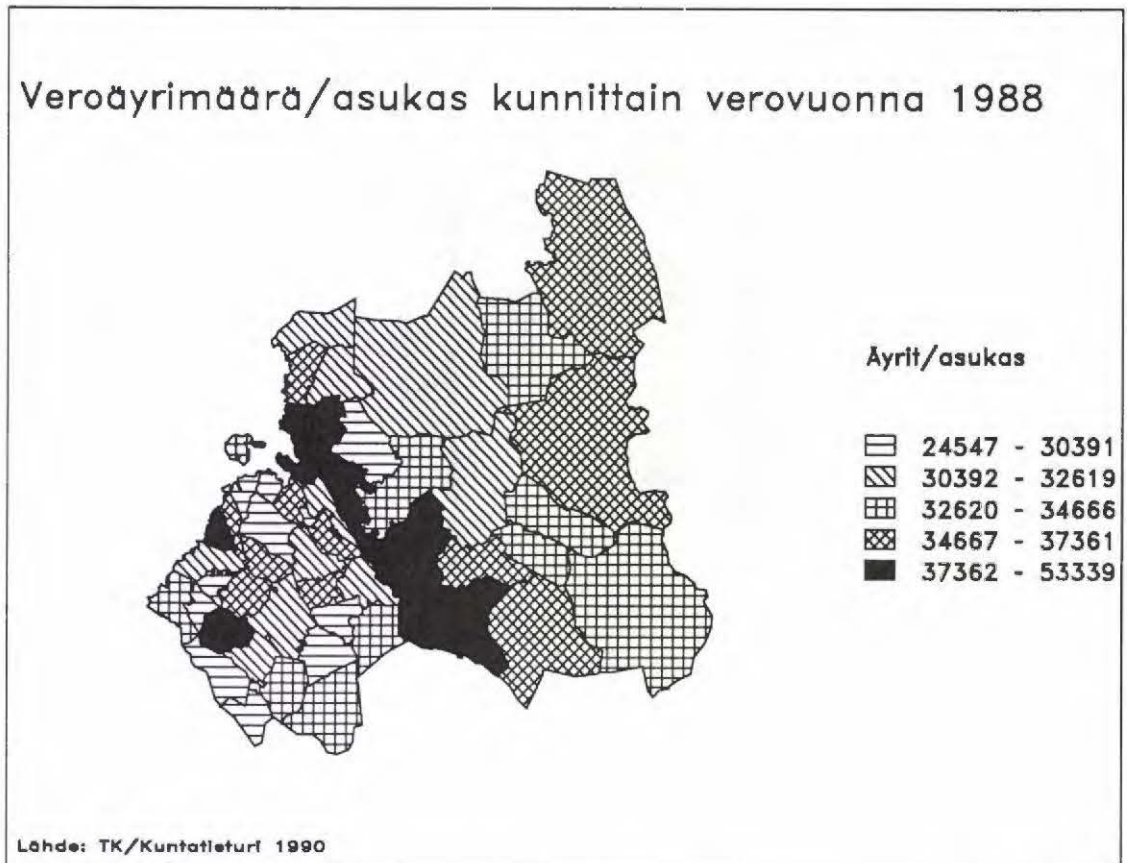 Veroäyrimäärä/asukas kunnittain verovuonna 1988
Äyrit/asukas
24547 - 30391
30392 - 32619
32620 - 34666
34667 - 37361
37362 - 53339
Lähde: TK/Kuntatieturi 1990